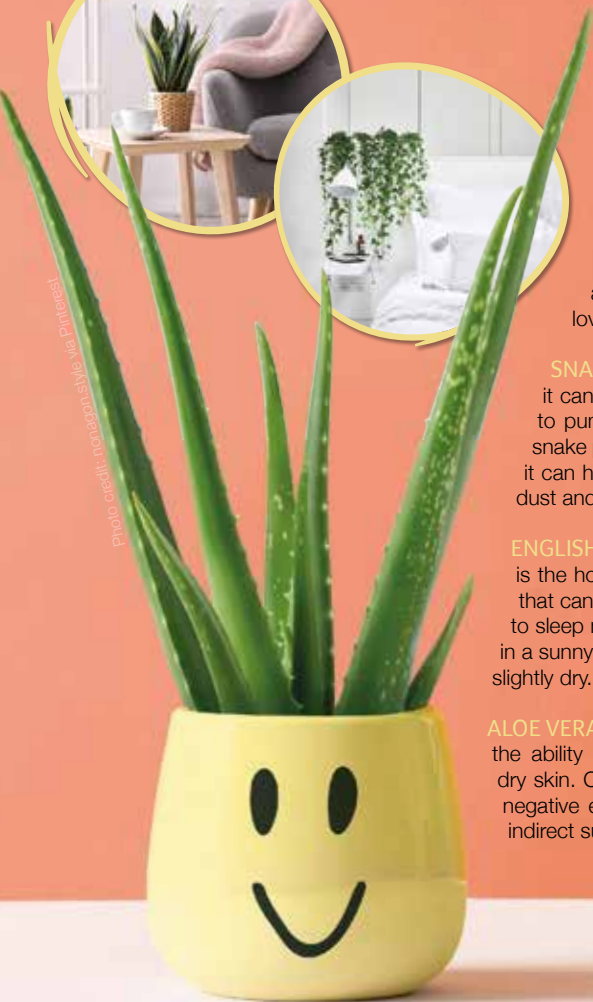 lov
SNA
it can
to pur
snake
it can h
dust and
ENGLISH
is the ho
that can
to sleep r
in a sunny
slightly dry.
ALOE VERA
the ability
dry skin. C
negative e
indirect su
Photo credit: nonagon.style via Pinterest